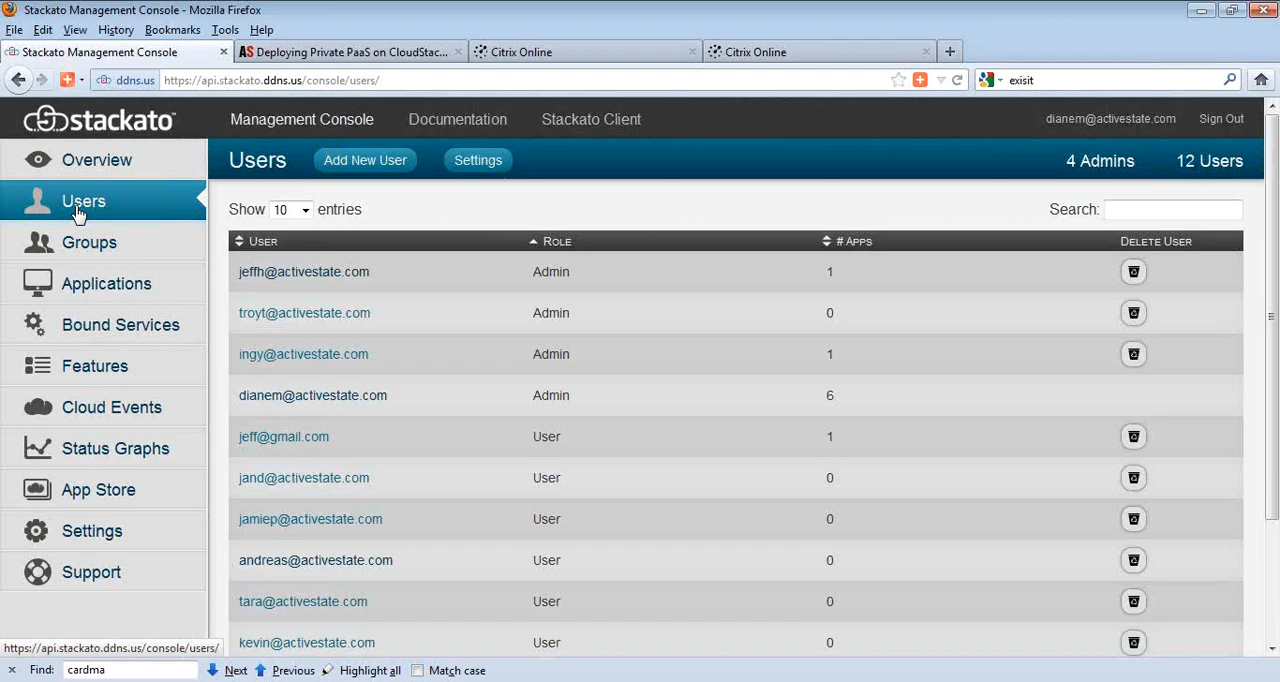 Stackato Management Console - Mozilla Firefox
File Edit View History Bookmarks Tools Help
Stackato Management Console × AS Deploying Private PaaS on CloudStac... × Citrix Online × Citrix Online × +
ddns.us https://api.stackato.ddns.us/console/users/ exisit
stackato Management Console Documentation Stackato Client dianem@activestate.com Sign Out
Overview
Users
Groups
Applications
Bound Services
Features
Cloud Events
Status Graphs
App Store
Settings
Support
Users Add New User Settings 4 Admins 12 Users
Show 10 entries Search:
USER ROLE # APPS DELETE USER
jeffh@activestate.com Admin 1
troyt@activestate.com Admin 0
ingy@activestate.com Admin 1
dianem@activestate.com Admin 6
jeff@gmail.com User 1
jand@activestate.com User 0
jamiep@activestate.com User 0
andreas@activestate.com User 0
tara@activestate.com User 0
kevin@activestate.com User 0
https://api.stackato.ddns.us/console/users/
× Find: cardma Next Previous Highlight all Match case